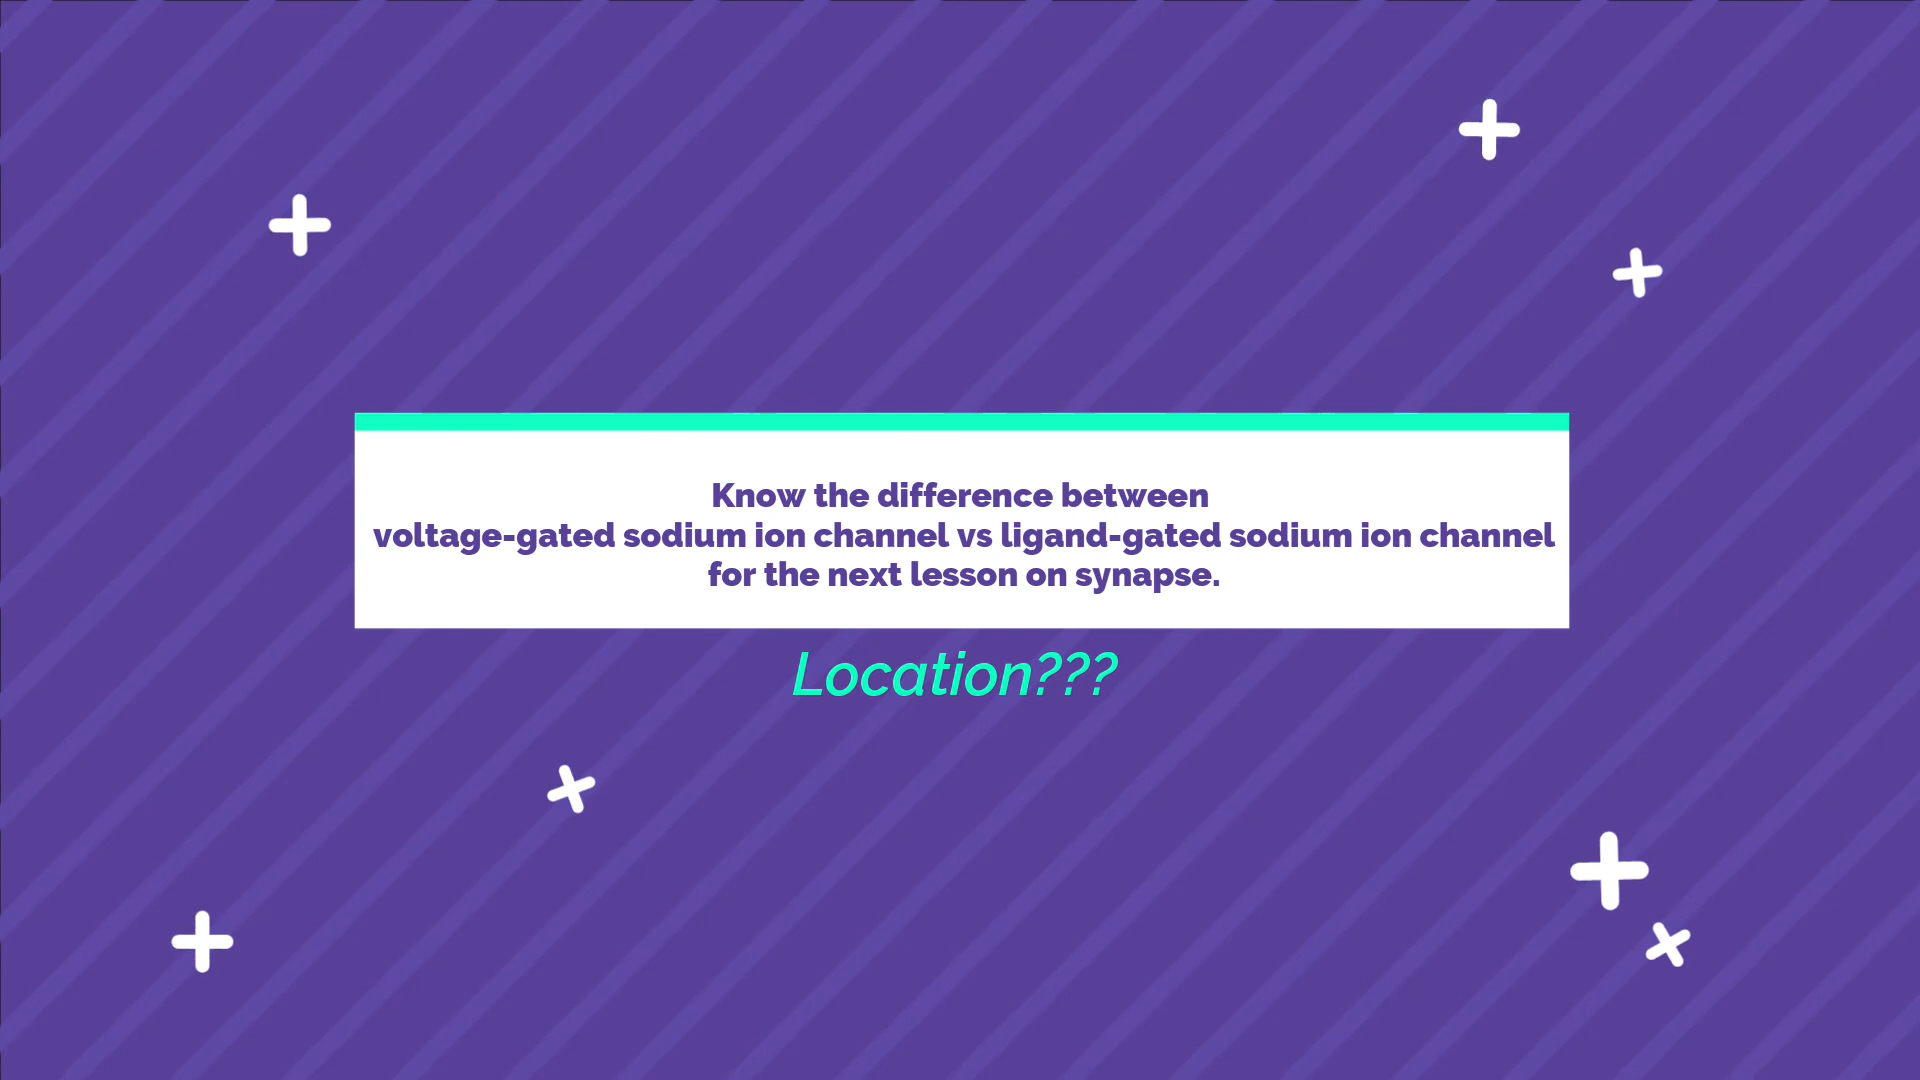 Know the difference between
voltage-gated sodium ion channel vs ligand-gated sodium ion channel
for the next lesson on synapse.
Location???